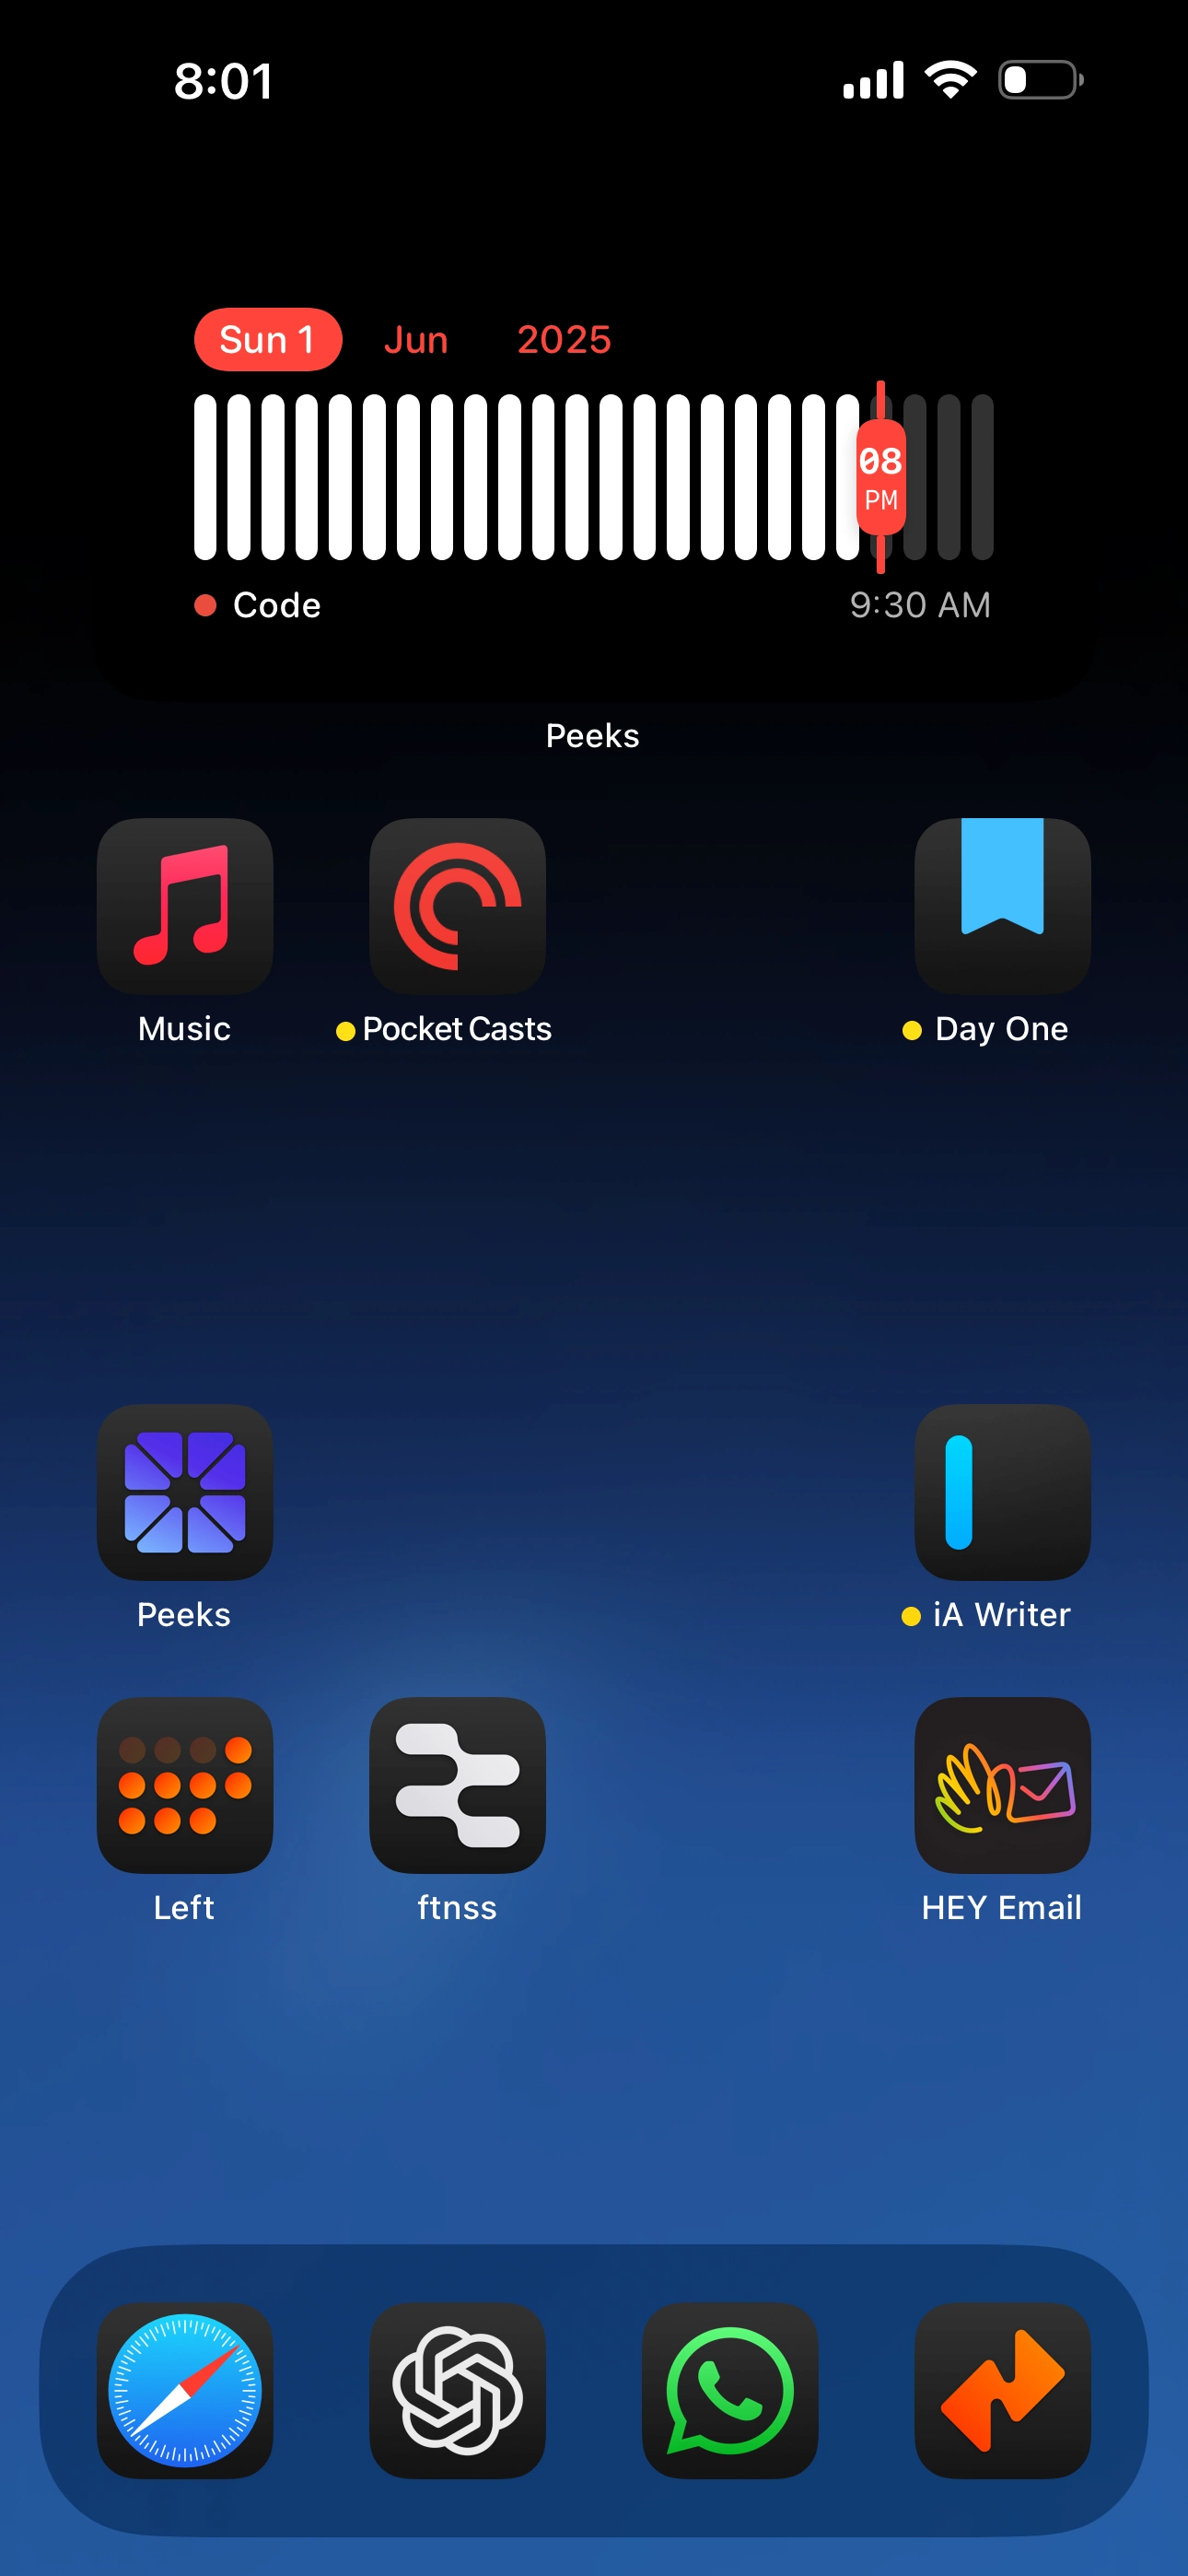 8:01
Sun 1 Jun 2025
08
PM
Code 9:30 AM
Peeks
Music Pocket Casts Day One
Peeks iA Writer
Left ftnss HEY Email